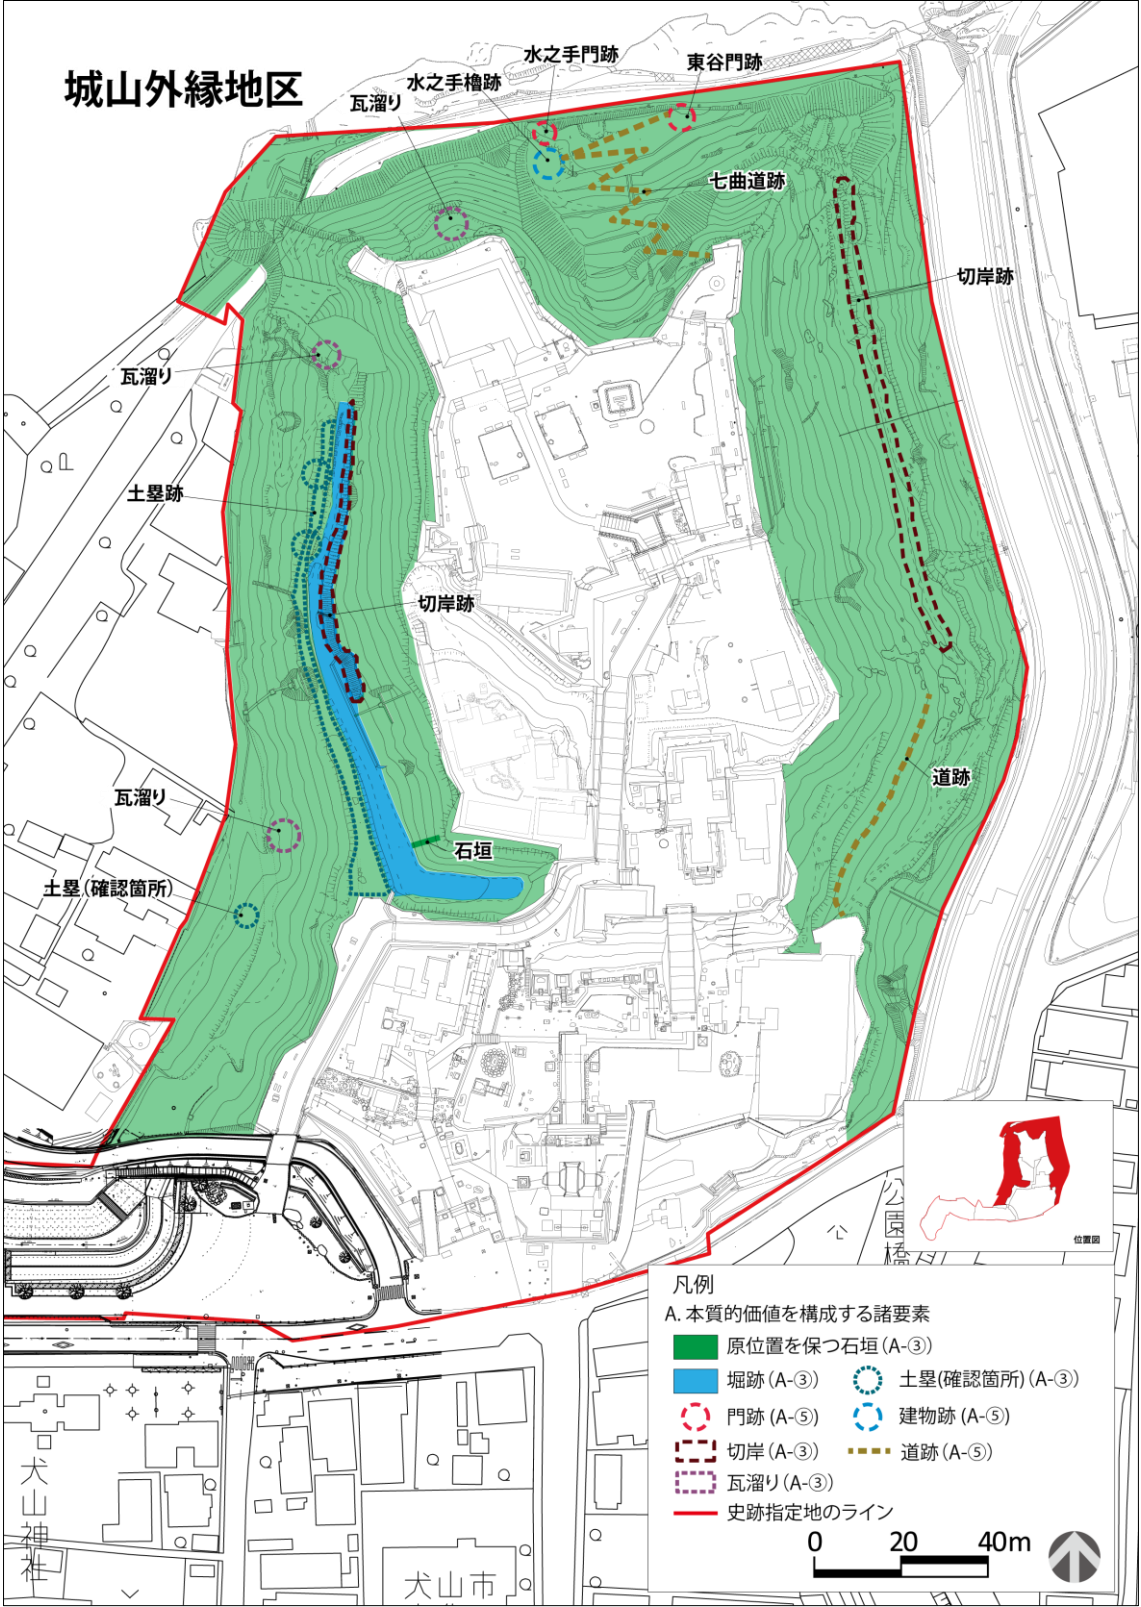 城山外縁地区
水之手門跡
東谷門跡
水之手櫓跡
瓦溜り
七曲道跡
切岸跡
瓦溜り
土塁跡
切岸跡
道跡
瓦溜り
石垣
土塁(確認箇所)
公園橋
位置図
凡例
A. 本質的価値を構成する諸要素
原位置を保つ石垣(A-③)
堀跡(A-③)
土塁(確認箇所)(A-③)
門跡(A-⑤)
建物跡(A-⑤)
切岸(A-③)
道跡(A-⑤)
瓦溜り(A-③)
史跡指定地のライン
0 20 40m
犬山神社
犬山市